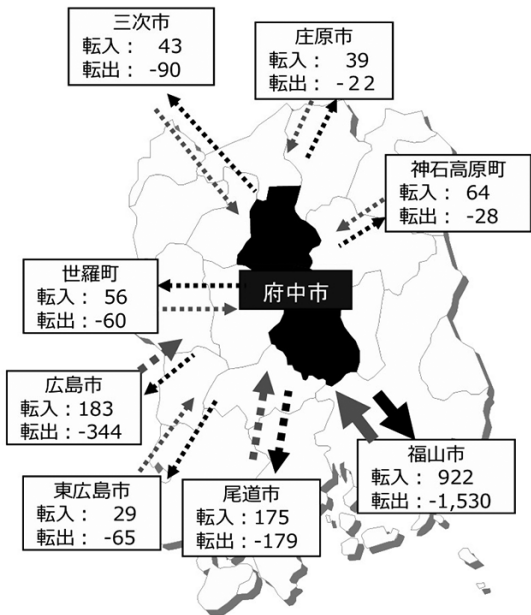 三次市
転入： 43
転出： -90
庄原市
転入： 39
転出： -22
神石高原町
転入： 64
転出： -28
世羅町
転入： 56
転出： -60
府中市
広島市
転入：183
転出：-344
東広島市
転入： 29
転出： -65
尾道市
転入：175
転出：-179
福山市
転入： 922
転出：-1,530